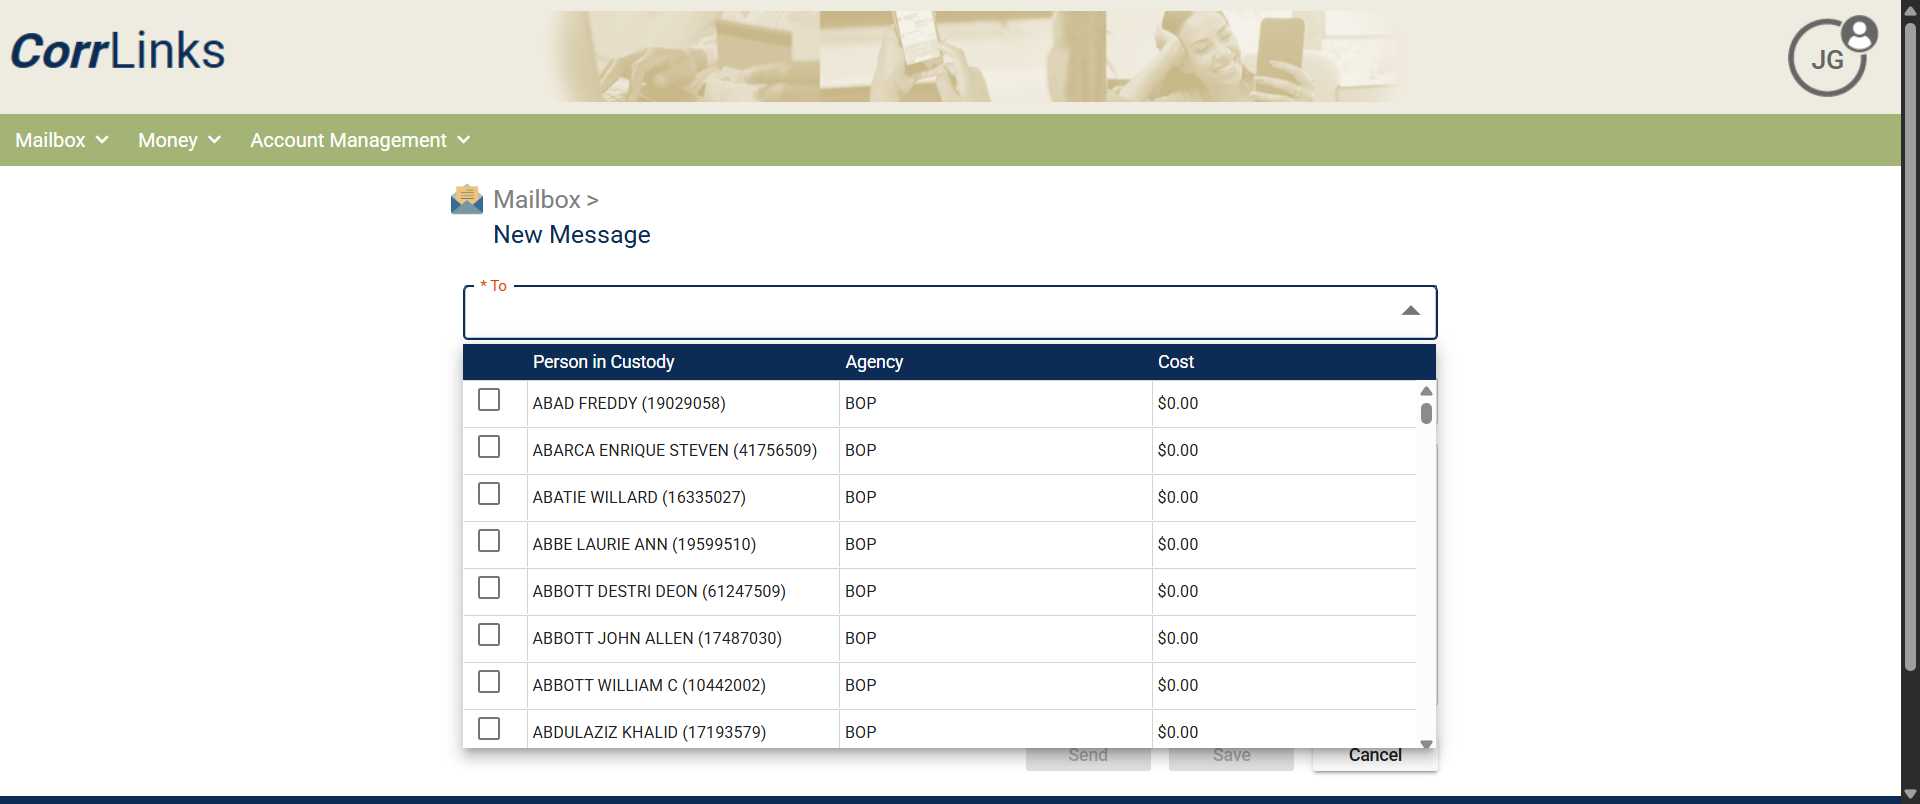 CorrLinks
JG
Mailbox Money Account Management
Mailbox >
New Message
* To
Person in Custody Agency Cost
ABAD FREDDY (19029058) BOP $0.00
ABARCA ENRIQUE STEVEN (41756509) BOP $0.00
ABATIE WILLARD (16335027) BOP $0.00
ABBE LAURIE ANN (19599510) BOP $0.00
ABBOTT DESTRI DEON (61247509) BOP $0.00
ABBOTT JOHN ALLEN (17487030) BOP $0.00
ABBOTT WILLIAM C (10442002) BOP $0.00
ABDULAZIZ KHALID (17193579) BOP $0.00
Send Save Cancel